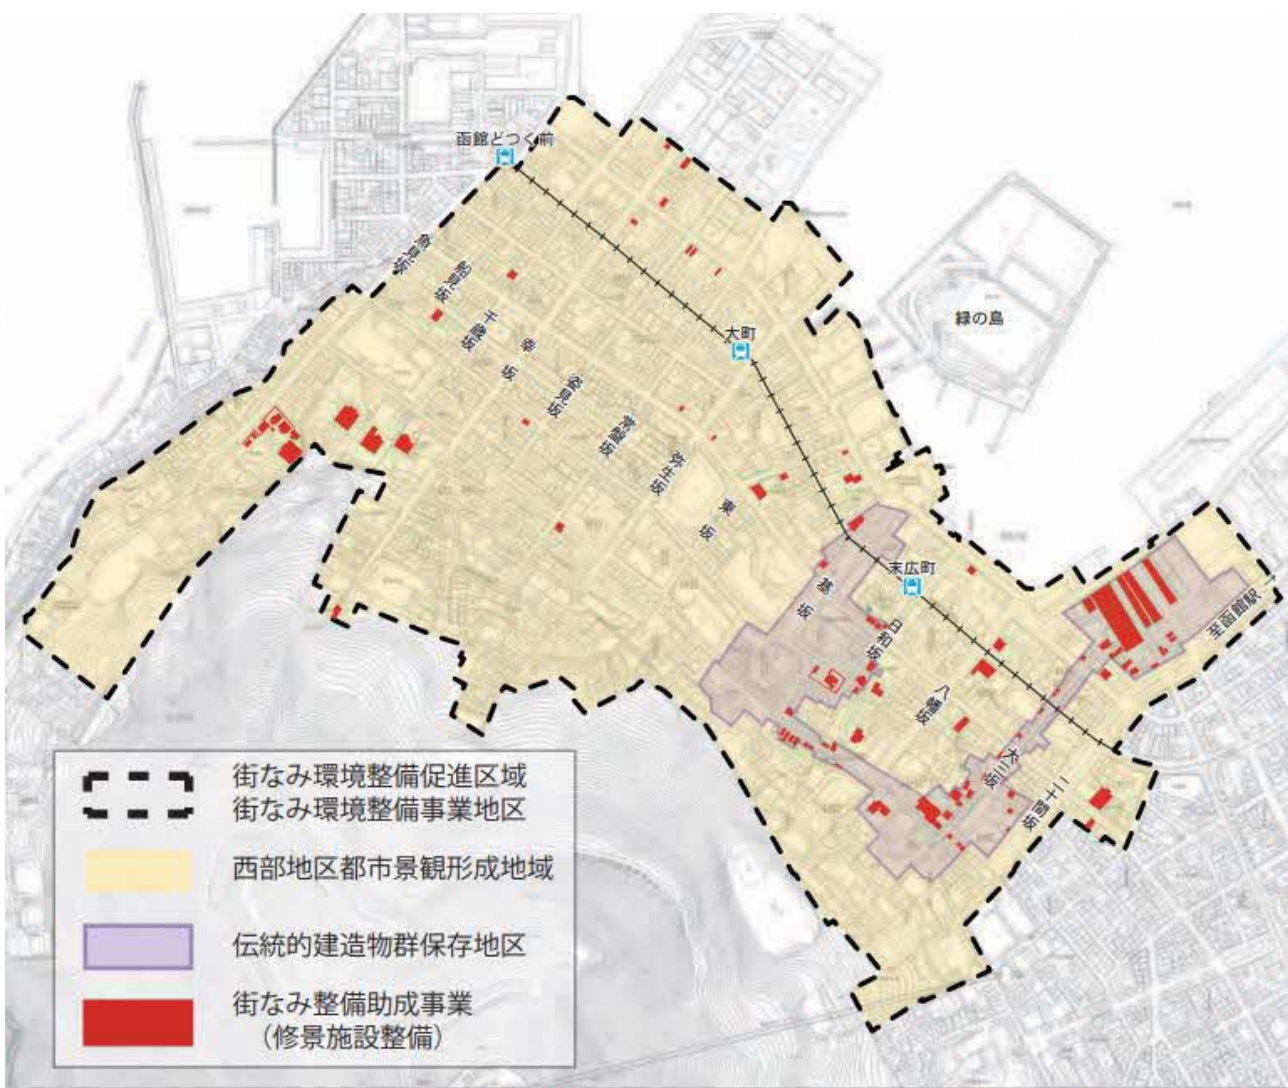 函館どつく前
魚見坂
船見坂
千歳坂
幸坂
姿見坂
常盤坂
弥生坂
東坂
大町
緑の島
末広町
基坂
日和坂
八幡坂
大三坂
二十間坂
至函館駅
街なみ環境整備促進区域
街なみ環境整備事業地区
西部地区都市景観形成地域
伝統的建造物群保存地区
街なみ整備助成事業
（修景施設整備）